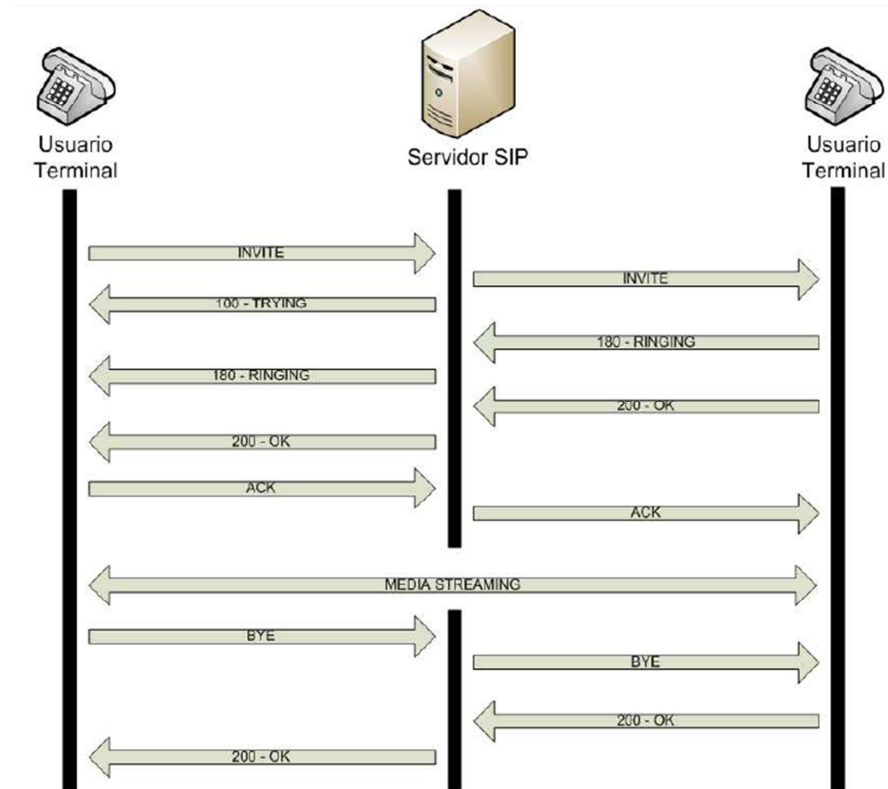 Usuario
Terminal
Servidor SIP
Usuario
Terminal
INVITE
INVITE
100 - TRYING
180 - RINGING
180 - RINGING
200 - OK
200 - OK
ACK
ACK
MEDIA STREAMING
BYE
BYE
200 - OK
200 - OK